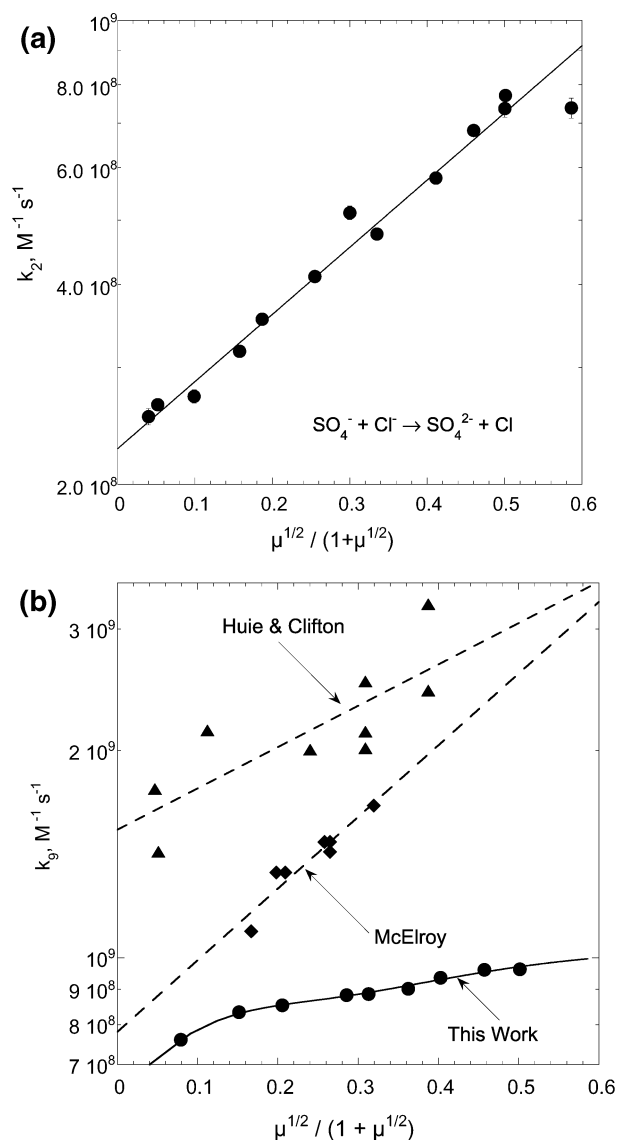 (a)
10⁹
8.0 10⁸
6.0 10⁸
4.0 10⁸
2.0 10⁸
k₂, M⁻¹ s⁻¹
SO₄⁻ + Cl⁻ → SO₄²⁻ + Cl
0 0.1 0.2 0.3 0.4 0.5 0.6
μ¹/² / (1+μ¹/²)
(b)
3 10⁹
2 10⁹
10⁹
9 10⁸
8 10⁸
7 10⁸
k₉, M⁻¹ s⁻¹
Huie & Clifton
McElroy
This Work
0 0.1 0.2 0.3 0.4 0.5 0.6
μ¹/² / (1 + μ¹/²)